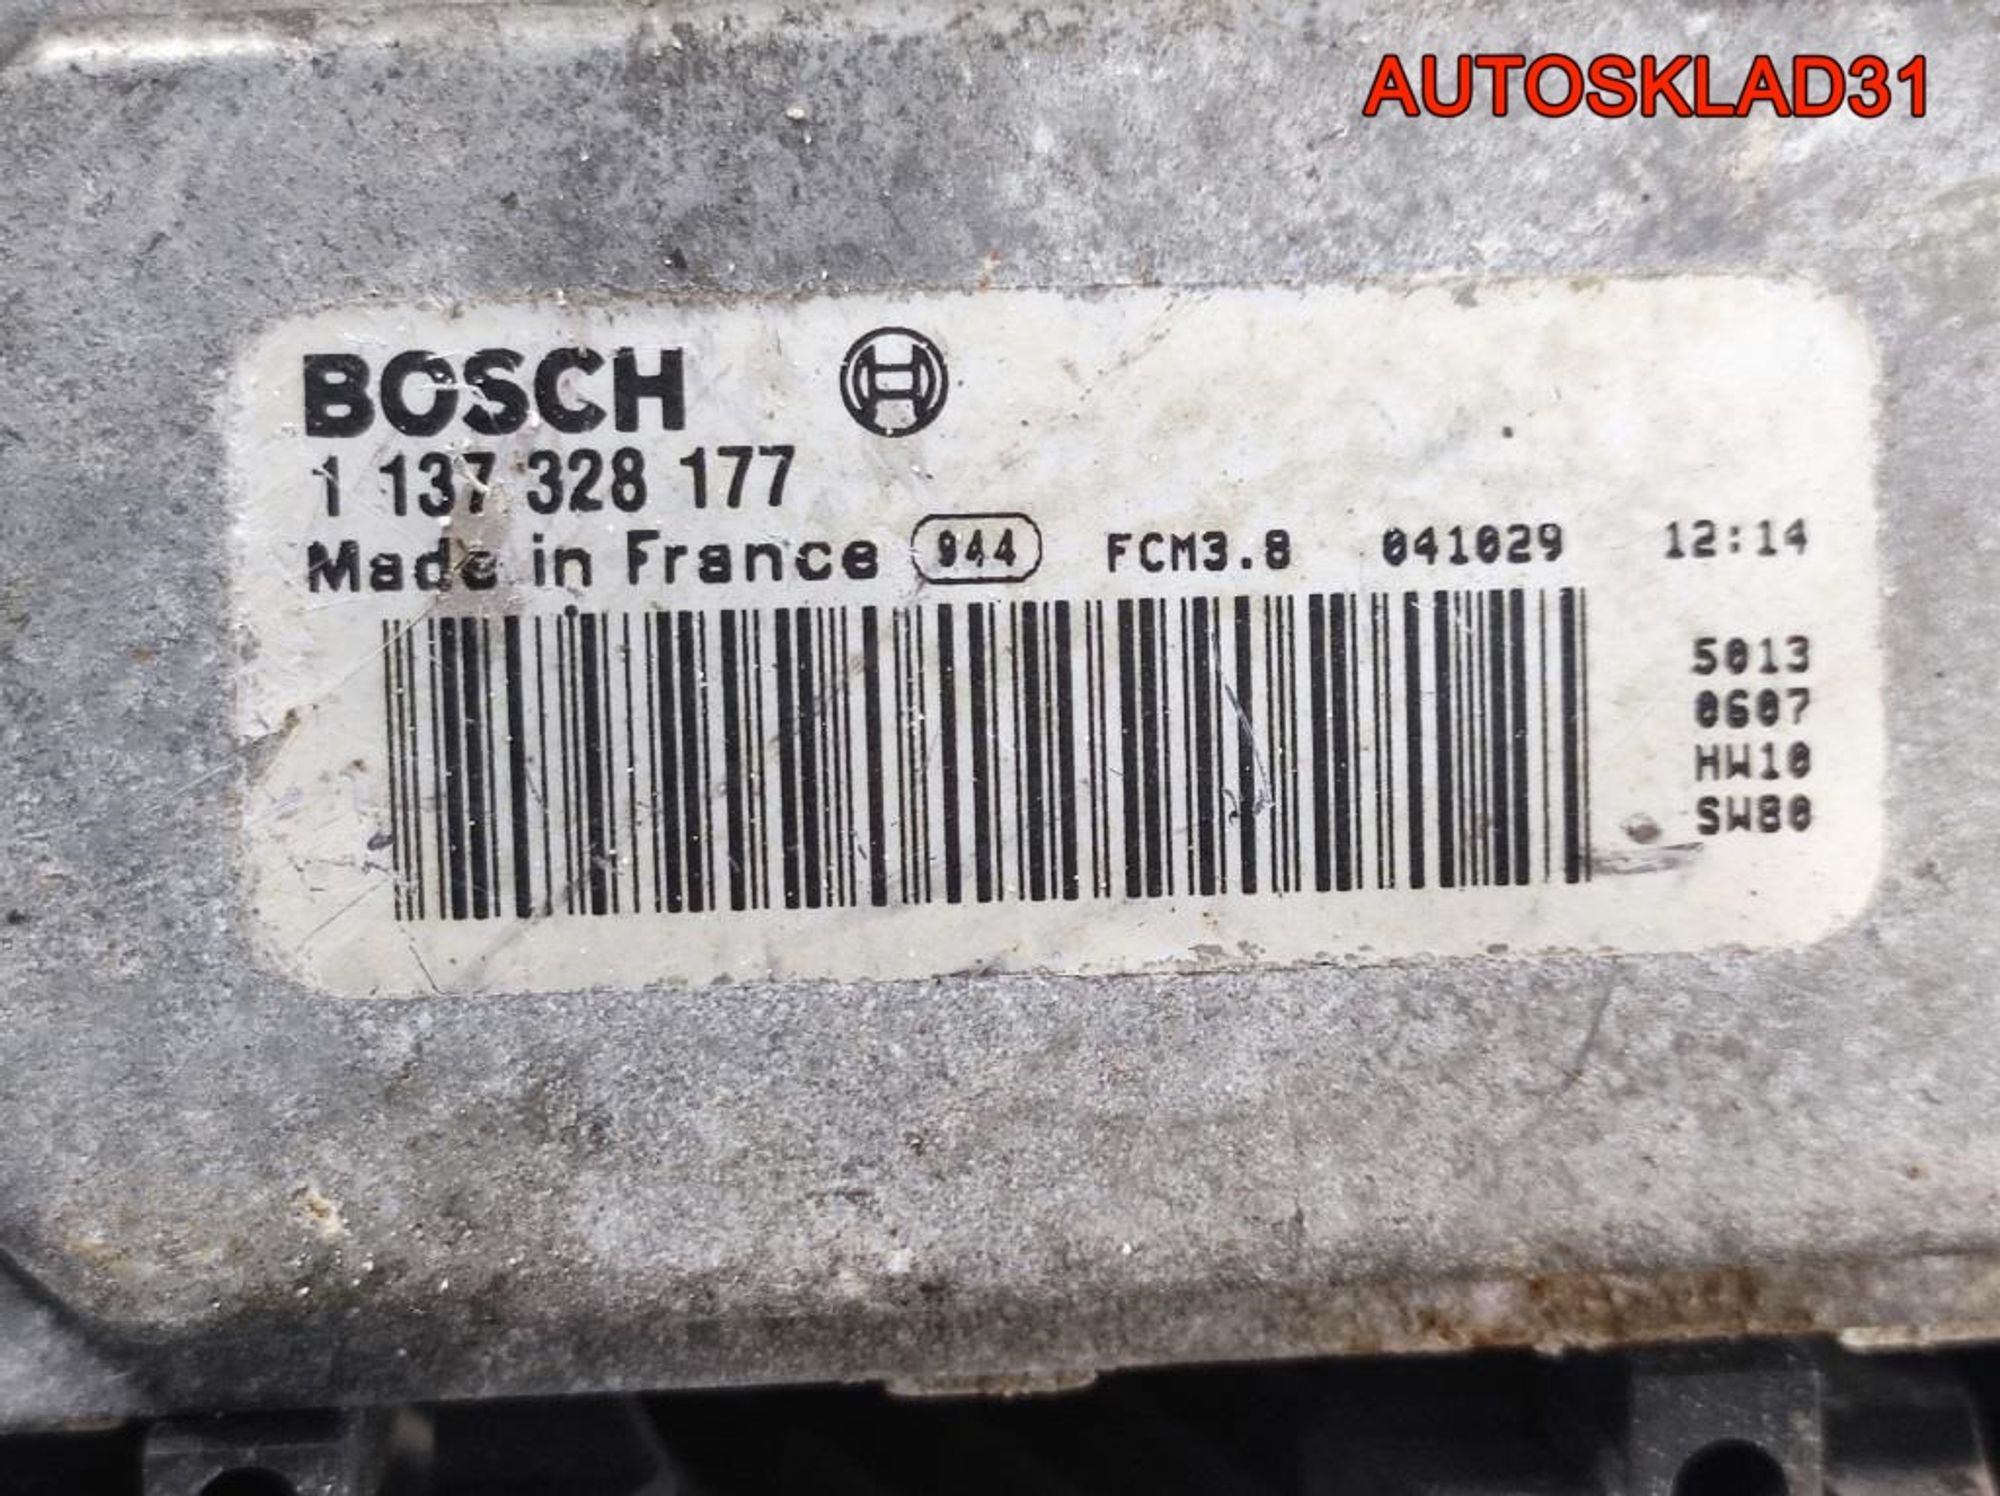 AUTOSKLAD31
BOSCH
1 137 328 177
Made in France 944 FCM3.8 041029 12:14
5013
0607
HW10
SW80